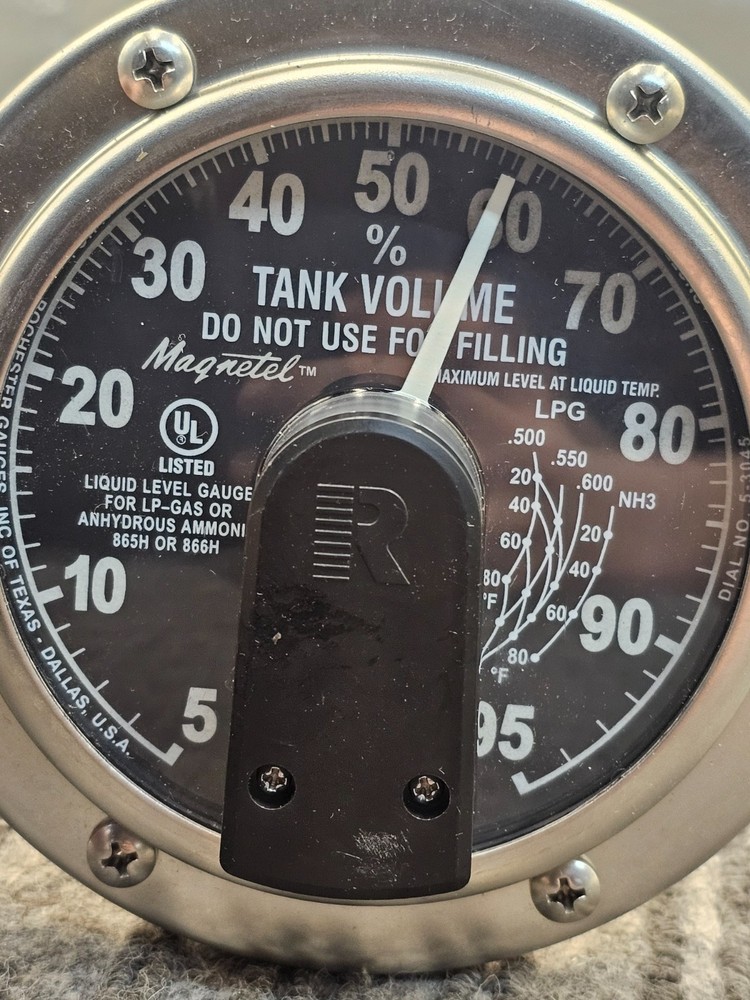 50
40
60
%
30
70
TANK VOLUME
DO NOT USE FOR FILLING
Magnetel™
MAXIMUM LEVEL AT LIQUID TEMP.
20
80
LPG
UL
LISTED
.500
.550
.600
NH3
LIQUID LEVEL GAUGE
FOR LP-GAS OR
ANHYDROUS AMMONI
865H OR 866H
20
40
60
80
°F
20
40
60
80
°F
R
10
90
5
95
ROCHESTER GAUGES, INC OF TEXAS - DALLAS, U.S.A.
DIAL NO.